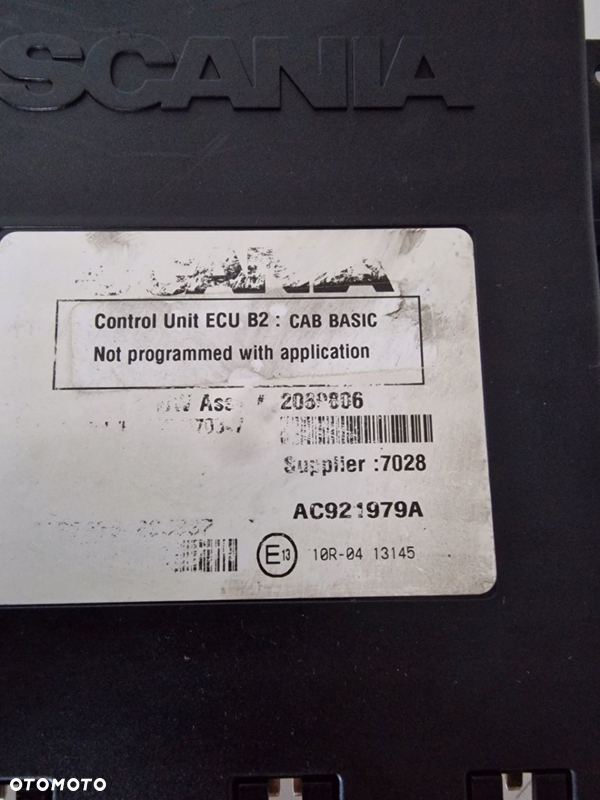 SCANIA
Control Unit ECU B2 : CAB BASIC
Not programmed with application
2069806
Supplier :7028
AC921979A
E13 10R-04 13145
OTOMOTO